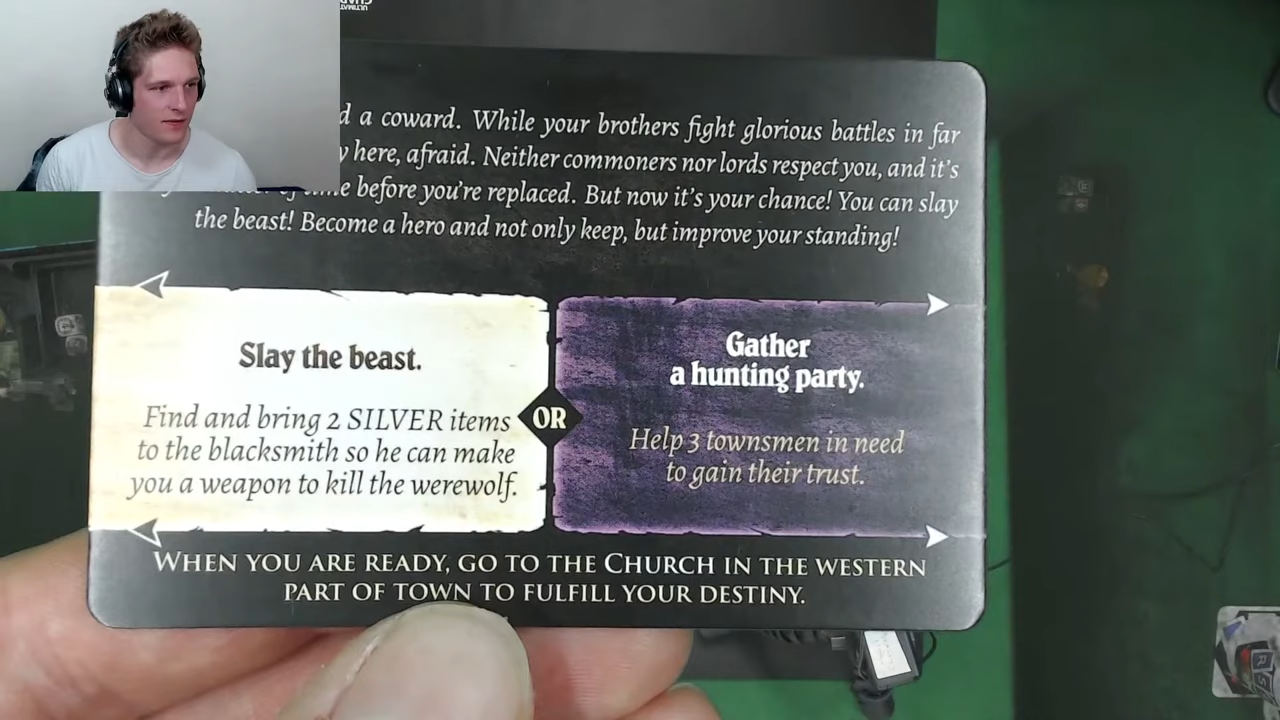 d a coward. While your brothers fight glorious battles in far
here, afraid. Neither commoners nor lords respect you, and it's
of time before you're replaced. But now it's your chance! You can slay
the beast! Become a hero and not only keep, but improve your standing!
Slay the beast.
Find and bring 2 SILVER items
to the blacksmith so he can make
you a weapon to kill the werewolf.
OR
Gather
a hunting party.
Help 3 townsmen in need
to gain their trust.
WHEN YOU ARE READY, GO TO THE CHURCH IN THE WESTERN
PART OF TOWN TO FULFILL YOUR DESTINY.